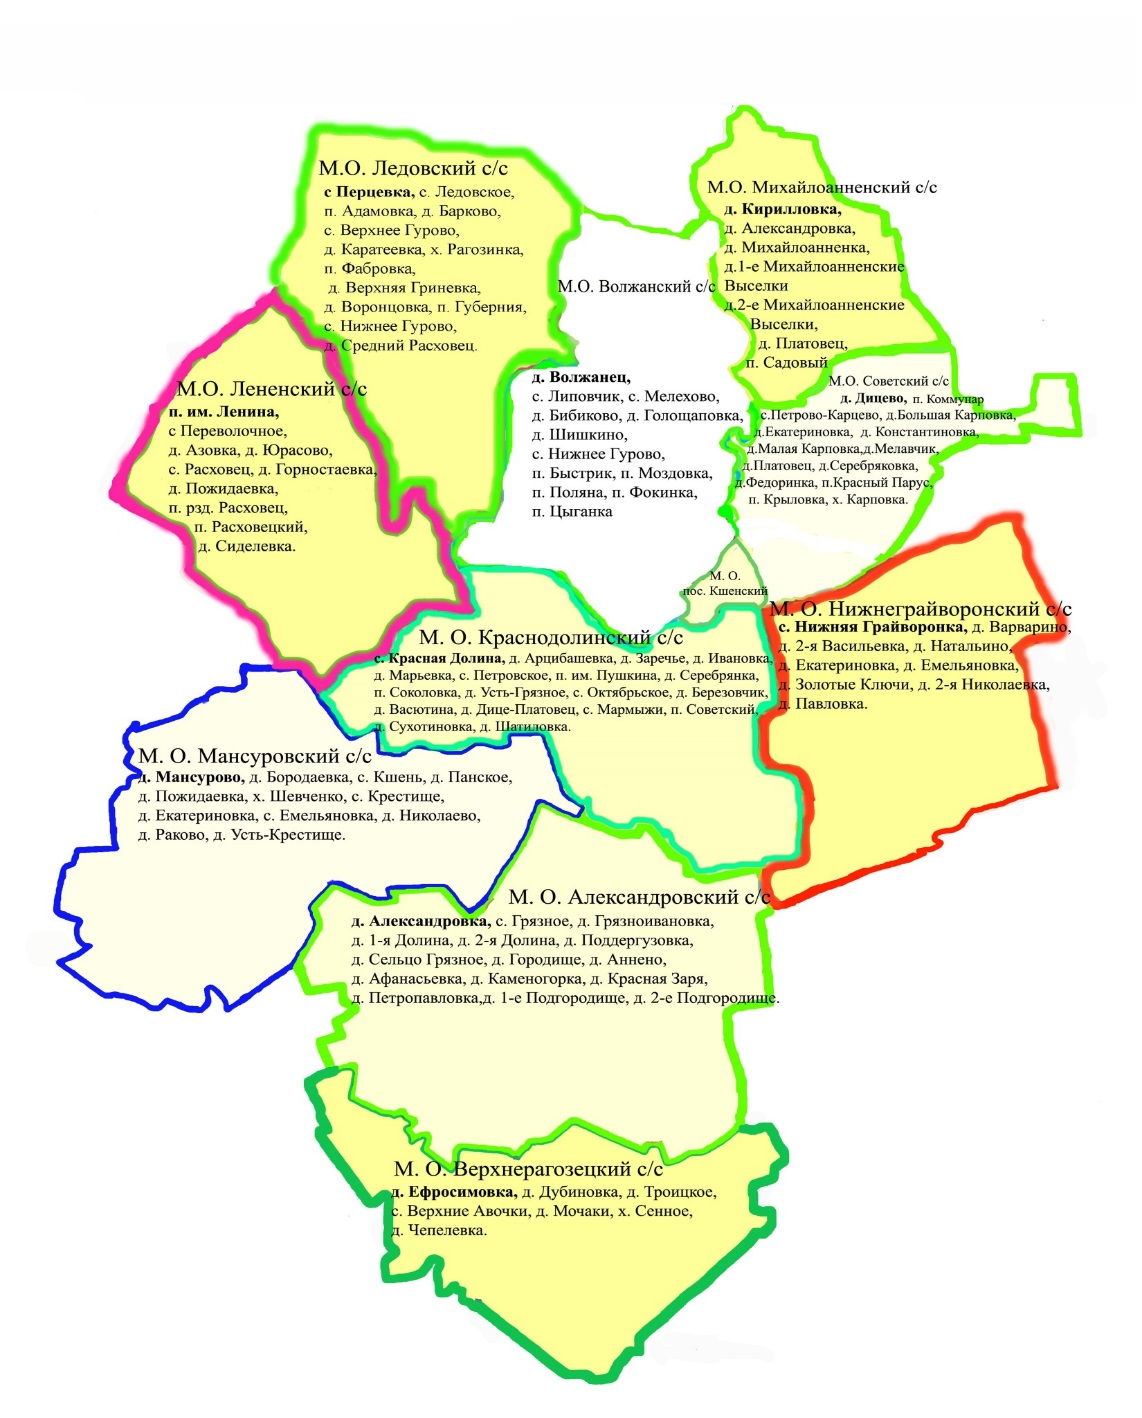 М.О. Ледовский с/с
с Перцевка, с. Ледовское,
п. Адамовка, д. Барково,
с. Верхнее Гурово,
д. Каратеевка, х. Рагозинка,
п. Фабровка,
д. Верхняя Гриневка,
д. Воронцовка, п. Губерния,
с. Нижнее Гурово,
д. Средний Расховец.
М.О. Михайлоанненский с/с
д. Кирилловка,
д. Александровка,
д. Михайлоанненка,
д.1-е Михайлоанненские
Выселки
д.2-е Михайлоанненские
Выселки,
д. Платовец,
п. Садовый
М.О. Волжанский с/с
д. Волжанец,
с. Липовчик, с. Мелехово,
д. Бибиково, д. Голощаповка,
д. Шишкино,
с. Нижнее Гурово,
п. Быстрик, п. Моздовка,
п. Поляна, п. Фокинка,
п. Цыганка
М.О. Советский с/с
д. Дицево, п. Коммунар
с.Петрово-Карцево, д.Большая Карповка,
д.Екатериновка, д. Константиновка,
д.Малая Карповка,д.Мелавчик,
д.Платовец, д.Серебряковка,
д.Федоринка, п.Красный Парус,
п. Крыловка, х. Карповка.
М.О. Лененский с/с
п. им. Ленина,
с Переволочное,
д. Азовка, д. Юрасово,
с. Расховец, д. Горностаевка,
д. Пожидаевка,
п. рзд. Расховец,
п. Расховецкий,
д. Сиделевка.
М. О.
пос. Кшенский
М. О. Нижнеграйворонский с/с
с. Нижняя Грайворонка, д. Варварино,
д. 2-я Васильевка, д. Натальино,
д. Екатериновка, д. Емельяновка,
д. Золотые Ключи, д. 2-я Николаевка,
д. Павловка.
М. О. Краснодолинский с/с
с. Красная Долина, д. Арцибашевка, д. Заречье, д. Ивановка,
д. Марьевка, с. Петровское, п. им. Пушкина, д. Серебрянка,
п. Соколовка, д. Усть-Грязное, с. Октябрьское, д. Березовчик,
д. Васютина, д. Дице-Платовец, с. Мармыжи, п. Советский,
д. Сухотиновка, д. Шатиловка.
М. О. Мансуровский с/с
д. Мансурово, д. Бородаевка, с. Кшень, д. Панское,
д. Пожидаевка, х. Шевченко, с. Крестище,
д. Екатериновка, с. Емельяновка, д. Николаево,
д. Раково, д. Усть-Крестище.
М. О. Александровский с/с
д. Александровка, с. Грязное, д. Грязноивановка,
д. 1-я Долина, д. 2-я Долина, д. Поддергузовка,
д. Сельцо Грязное, д. Городище, д. Аннено,
д. Афанасьевка, д. Каменогорка, д. Красная Заря,
д. Петропавловка,д. 1-е Подгородище, д. 2-е Подгородище.
М. О. Верхнерагозецкий с/с
д. Ефросимовка, д. Дубиновка, д. Троицкое,
с. Верхние Авочки, д. Мочаки, х. Сенное,
д. Чепелевка.